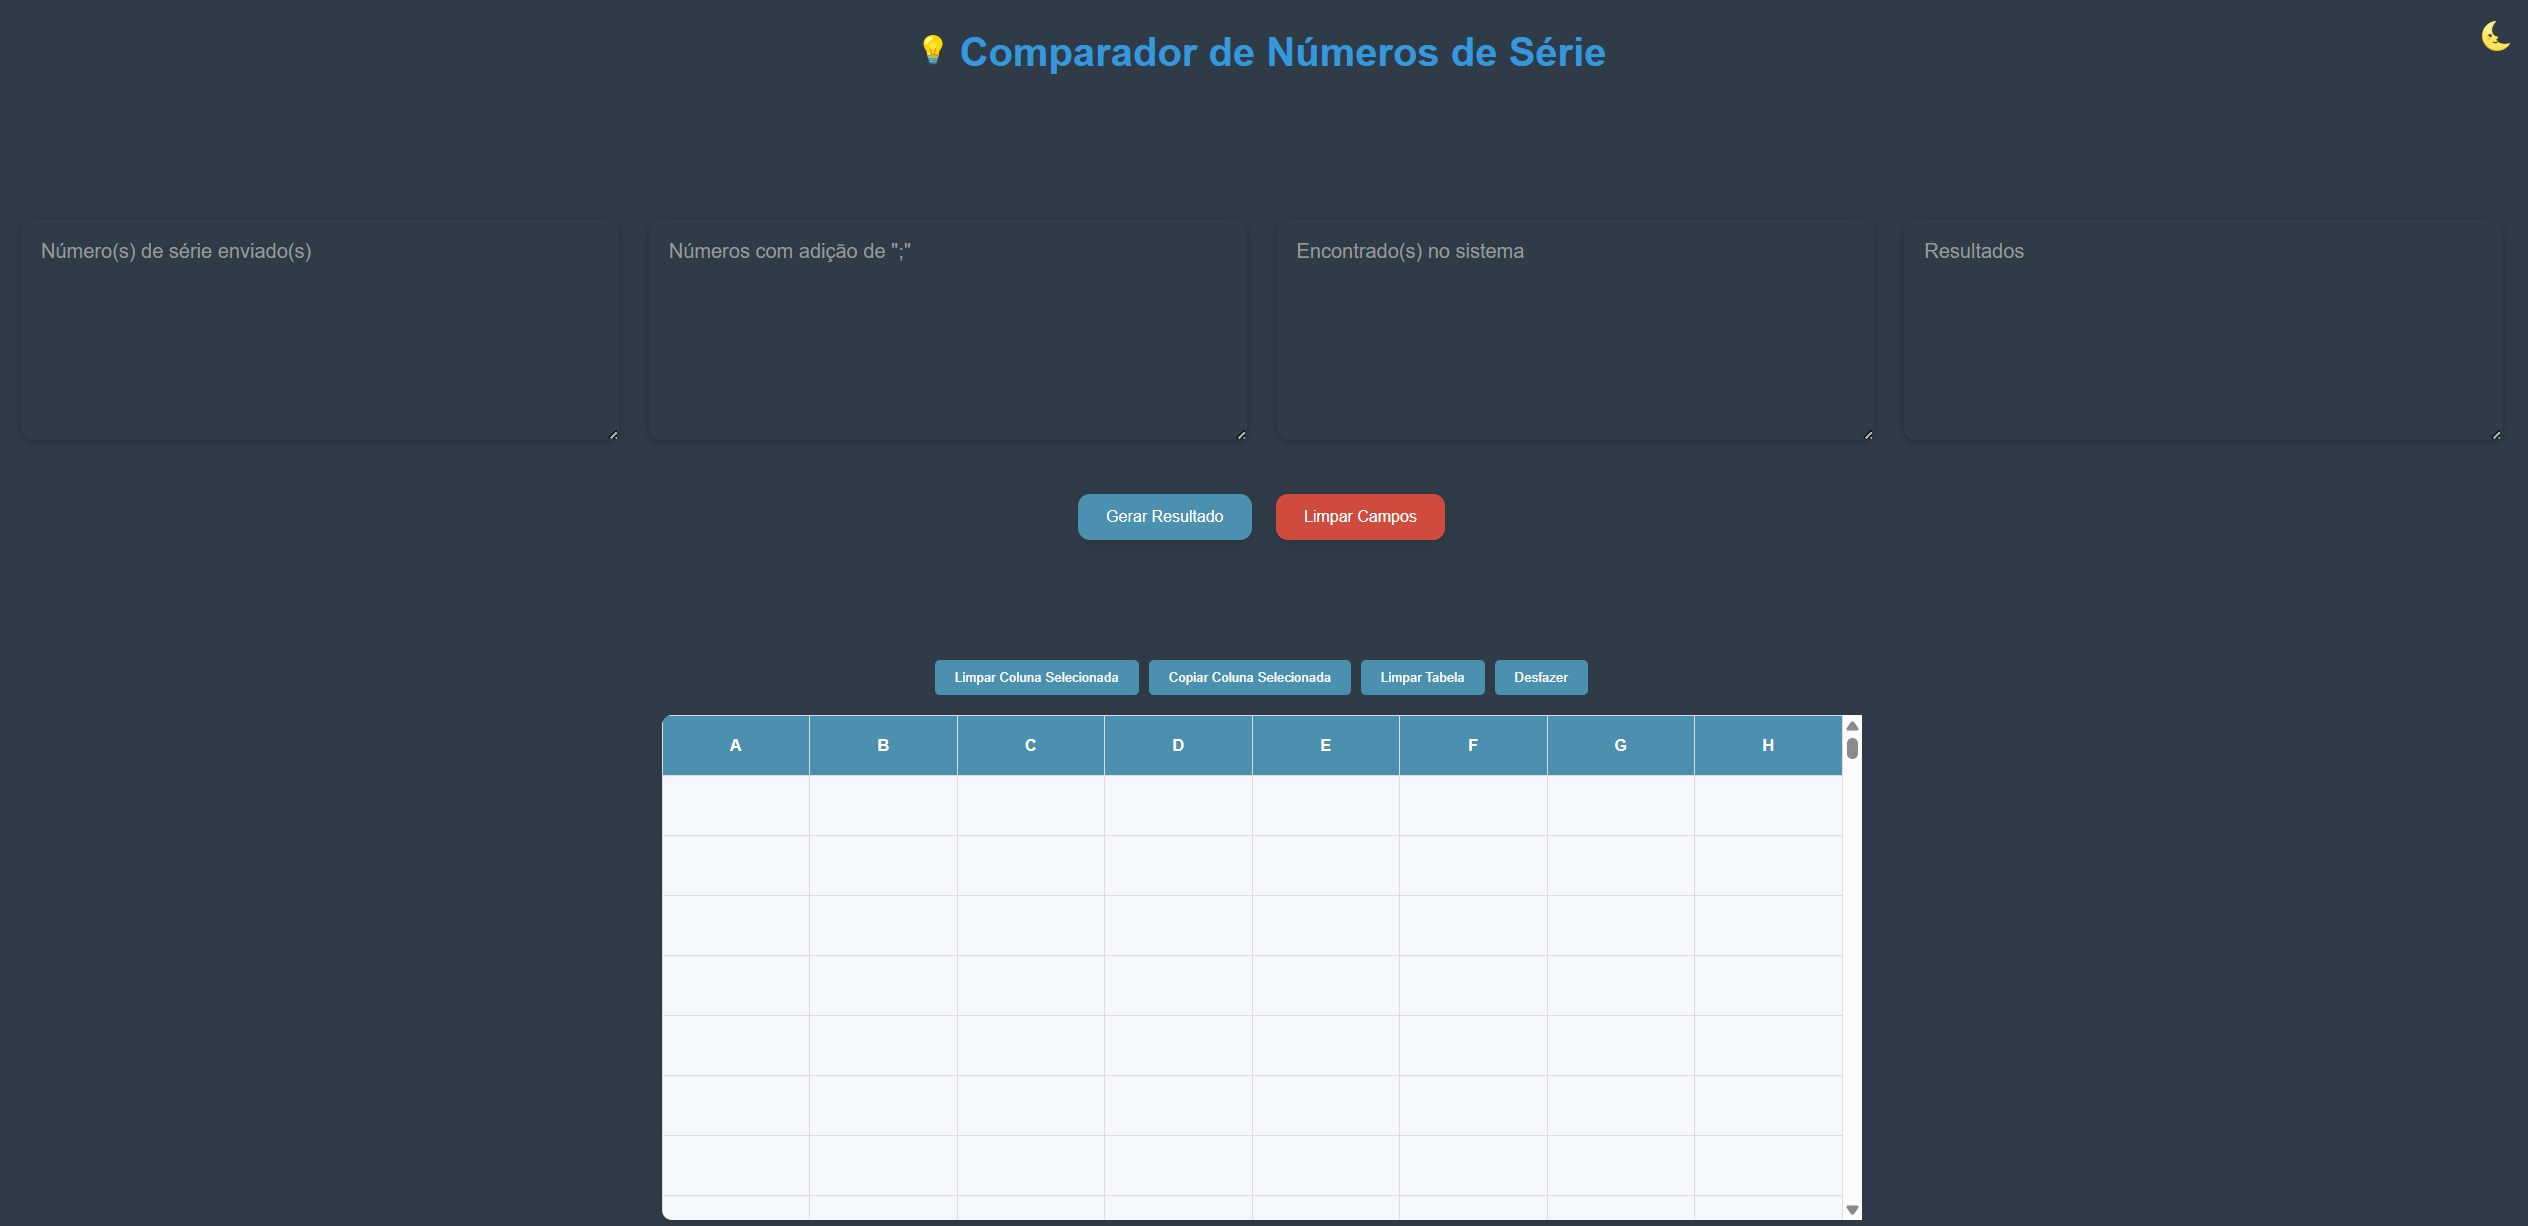 Comparador de Números de Série
Número(s) de série enviado(s)
Números com adição de ";"
Encontrado(s) no sistema
Resultados
Gerar Resultado
Limpar Campos
Limpar Coluna Selecionada
Copiar Coluna Selecionada
Limpar Tabela
Desfazer
A B C D E F G H